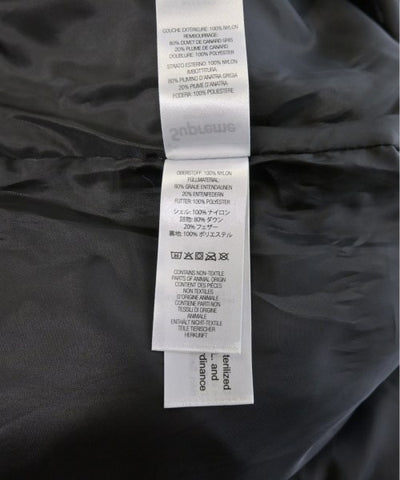 COUCHE EXTÉRIEURE: 100% NYLON
REMBOURRAGE:
80% DUVET DE CANARD GRIS
20% PLUME DE CANARD
DOUBLURE: 100% POLYESTER
STRATO ESTERNO: 100% NYLON
IMBOTTITURA:
80% PIUMINO D'ANATRA GRIGIA
20% PIUME D'ANATRA
FODERA: 100% POLIESTERE
Supreme
OBERSTOFF: 100% NYLON
FÜLLMATERIAL:
80% GRAUE ENTENDAUNEN
20% ENTENFEDERN
FUTTER: 100% POLYESTER
シェル: 100% ナイロン
詰物: 80% ダウン
20% フェザー
裏地: 100% ポリエステル
CONTAINS NON-TEXTILE
PARTS OF ANIMAL ORIGIN
CONTIENT DES PIÈCES
NON TEXTILES
D'ORIGINE ANIMALE
CONTIENE PARTI NON
TESSILI DI ORIGINE
ANIMALE
ENTHÄLT NICHT-TEXTILE
TEILE TIERISCHER
HERKUNFT
terilized
and
dinance